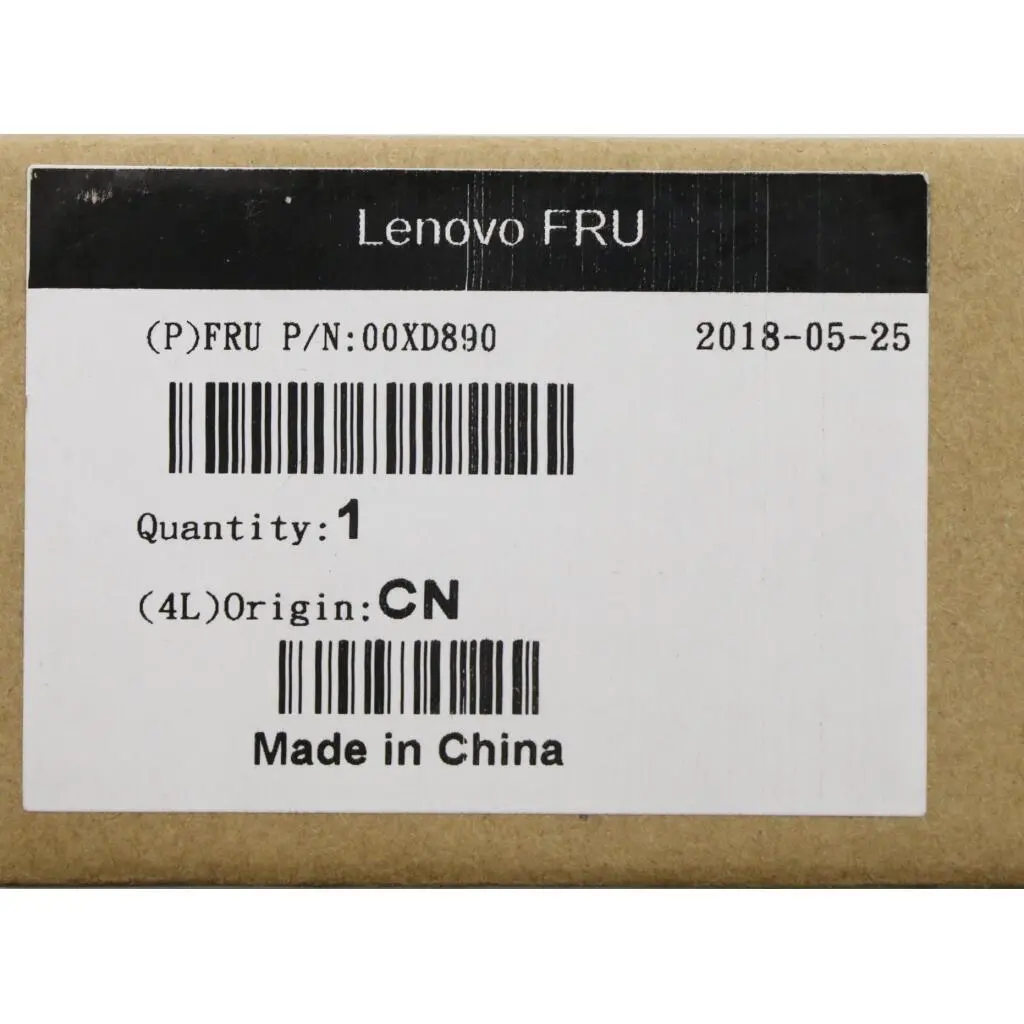 Lenovo FRU
(P)FRU P/N:00XD890 2018-05-25
Quantity:1
(4L)Origin:CN
Made in China